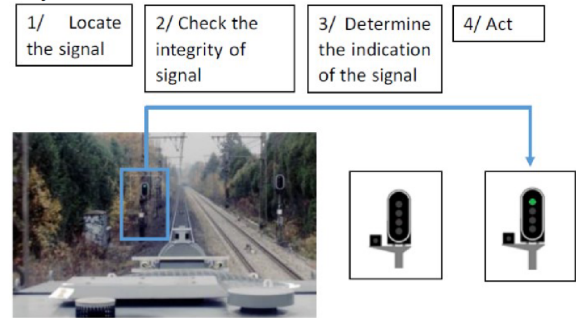 1/ Locate
the signal
2/ Check the
integrity of
signal
3/ Determine
the indication
of the signal
4/ Act